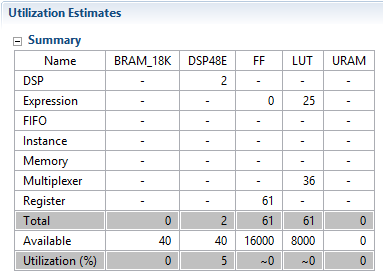 Utilization Estimates
Summary
Name BRAM_18K DSP48E FF LUT URAM
DSP - 2 - - -
Expression - - 0 25 -
FIFO - - - - -
Instance - - - - -
Memory - - - - -
Multiplexer - - - 36 -
Register - - 61 - -
Total 0 2 61 61 0
Available 40 40 16000 8000 0
Utilization (%) 0 5 ~0 ~0 0